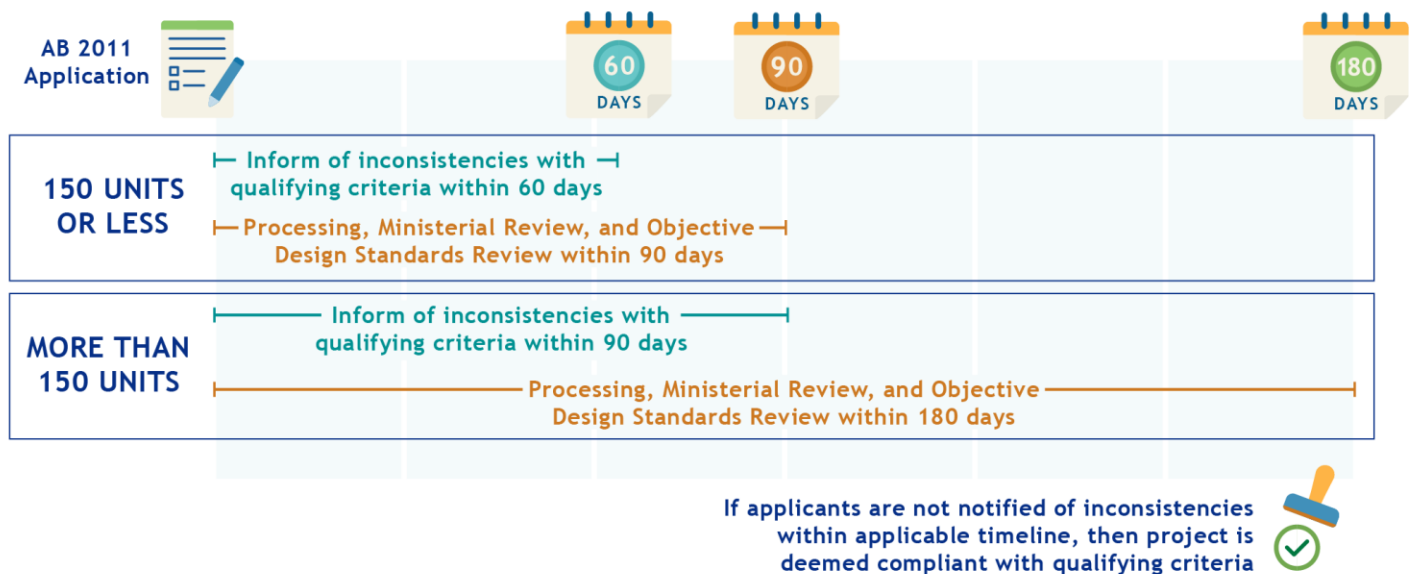 AB 2011
Application
60
DAYS
90
DAYS
180
DAYS
150 UNITS
OR LESS
Inform of inconsistencies with
qualifying criteria within 60 days
Processing, Ministerial Review, and Objective
Design Standards Review within 90 days
MORE THAN
150 UNITS
Inform of inconsistencies with
qualifying criteria within 90 days
Processing, Ministerial Review, and Objective
Design Standards Review within 180 days
If applicants are not notified of inconsistencies
within applicable timeline, then project is
deemed compliant with qualifying criteria